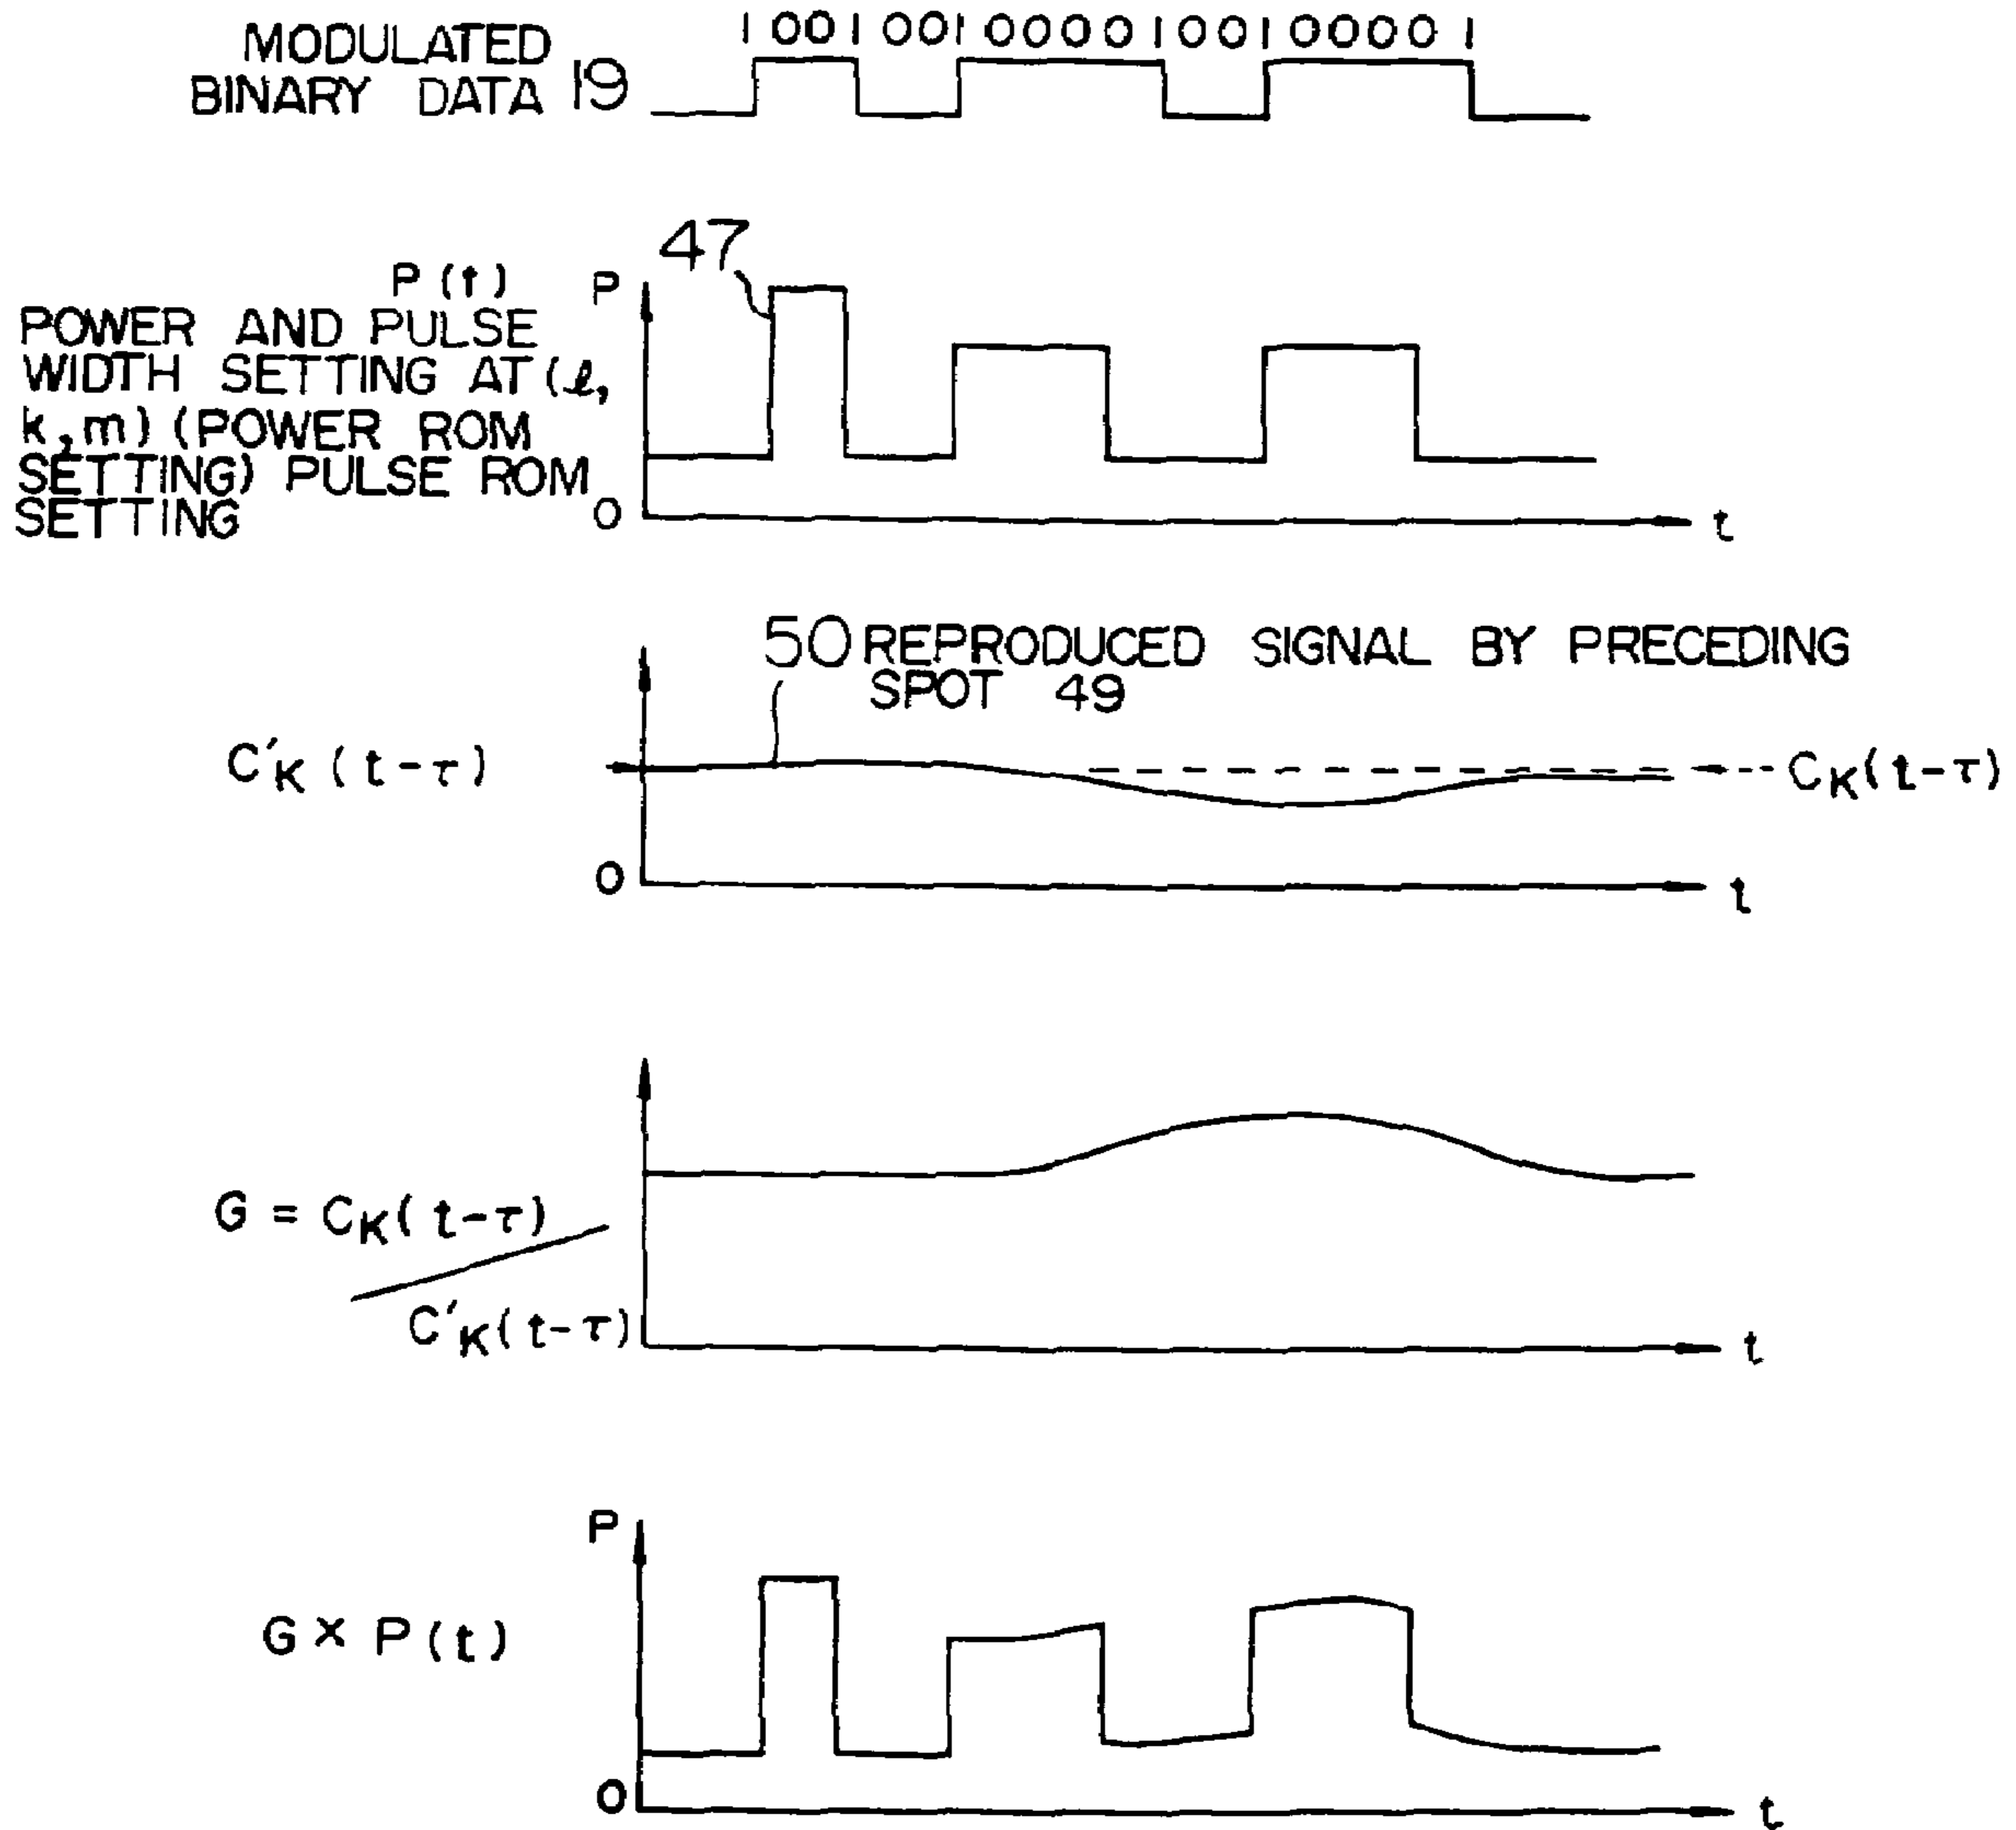 10010010000100100001
MODULATED
BINARY DATA 19
47
P(t) P
POWER AND PULSE
WIDTH SETTING AT (ℓ,
k,m) (POWER ROM
SETTING) PULSE ROM
SETTING
0
t
50 REPRODUCED SIGNAL BY PRECEDING
SPOT 49
C'K (t-τ)
CK(t-τ)
0
t
G = CK(t-τ)
C'K(t-τ)
t
P
G × P(t)
0
t